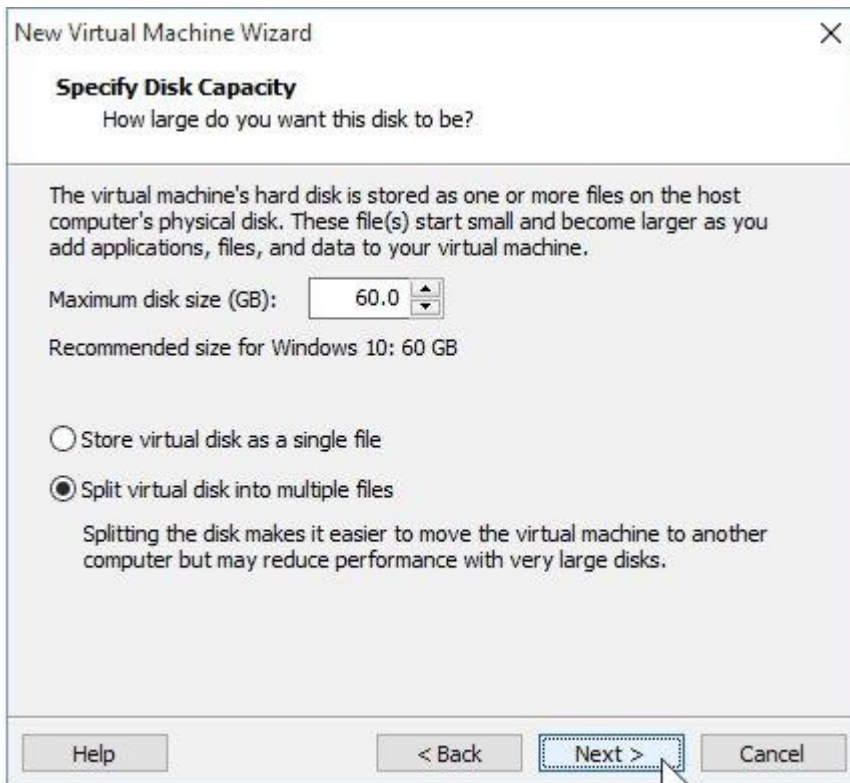 New Virtual Machine Wizard
Specify Disk Capacity
How large do you want this disk to be?
The virtual machine's hard disk is stored as one or more files on the host
computer's physical disk. These file(s) start small and become larger as you
add applications, files, and data to your virtual machine.
Maximum disk size (GB): 60.0
Recommended size for Windows 10: 60 GB
Store virtual disk as a single file
Split virtual disk into multiple files
Splitting the disk makes it easier to move the virtual machine to another
computer but may reduce performance with very large disks.
Help < Back Next > Cancel